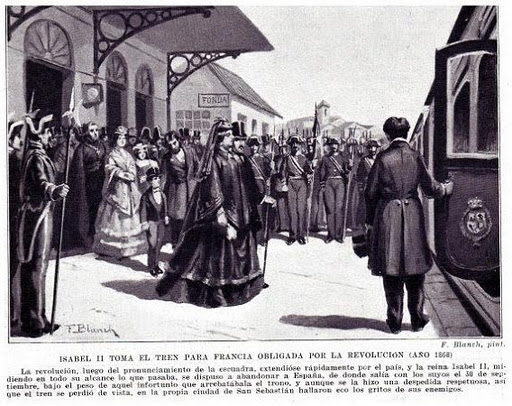 FONDA
F. Blanch
F. Blanch, pint.
ISABEL II TOMA EL TREN PARA FRANCIA OBLIGADA POR LA REVOLUCION (AÑO 1868)
La revolución, luego del pronunciamiento de la escuadra, extendióse rápidamente por el país, y la reina Isabel II, mi-
diendo en todo su alcance lo que pasaba, se dispuso a abandonar a España, de donde salía con los suyos el 30 de sep-
tiembre, bajo el peso de aquel infortunio que arrebatábala el trono, y aunque se la hizo una despedida respetuosa, así
que el tren se perdió de vista, en la propia ciudad de San Sebastián hallaron eco los gritos de sus enemigos.